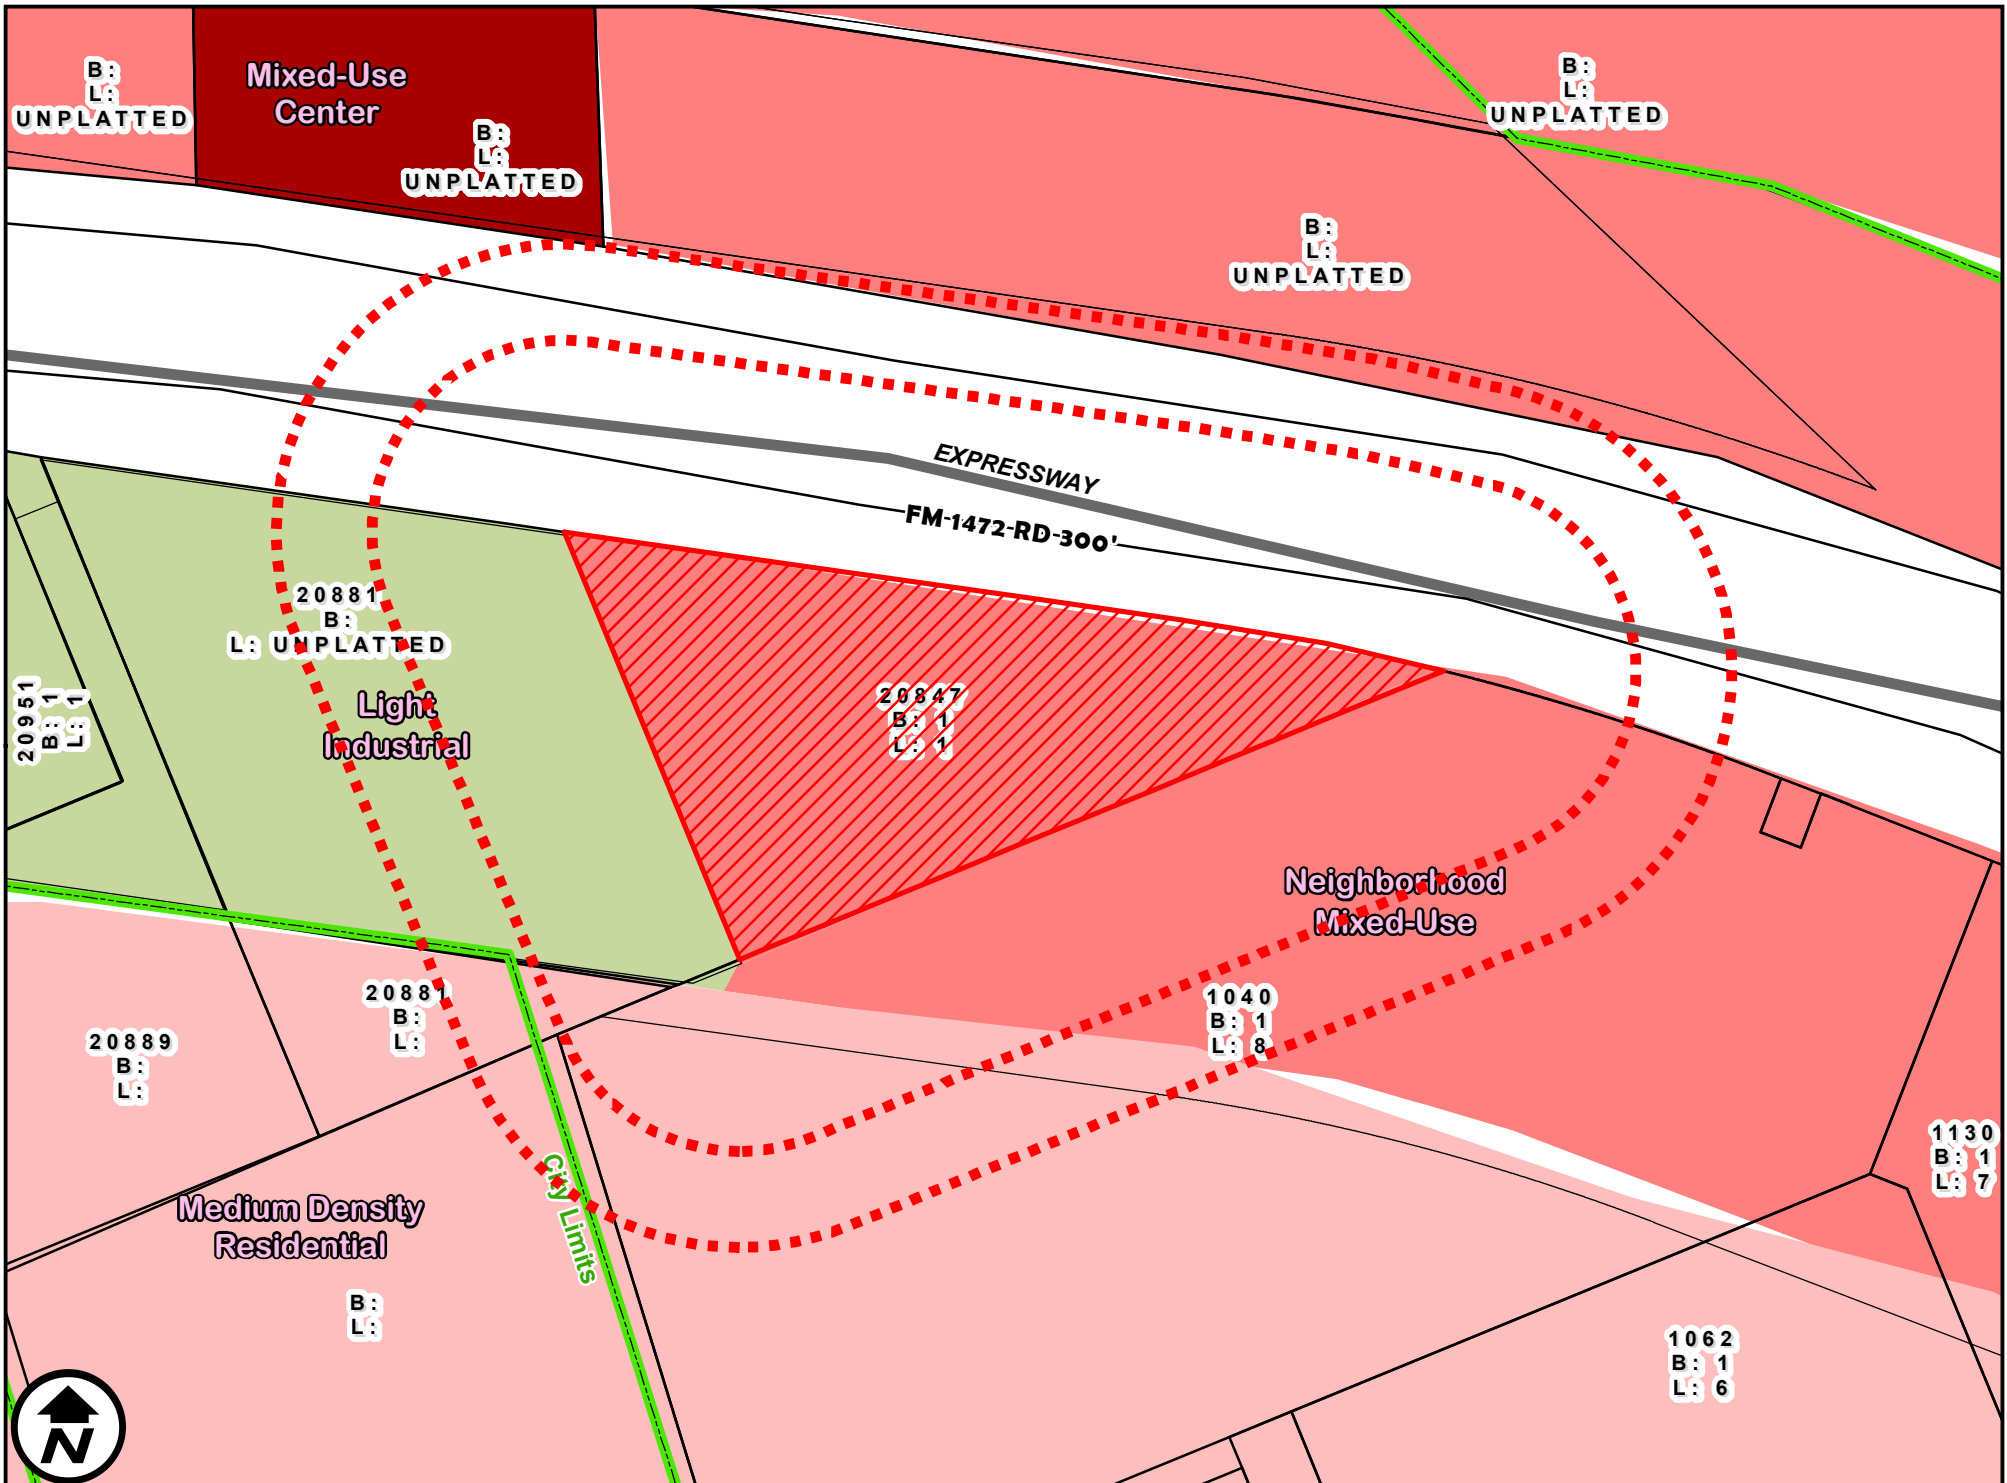 B:
L:
UNPLATTED
Mixed-Use
Center
B:
L:
UNPLATTED
B:
L:
UNPLATTED
B:
L:
UNPLATTED
EXPRESSWAY
FM-1472-RD-300'
20881
B:
L: UNPLATTED
Light
Industrial
20951
B: 1
L: 1
20847
B: 1
L: 1
Neighborhood
Mixed-Use
20881
B:
L:
1040
B: 1
L: 8
20889
B:
L:
1130
B: 1
L: 7
City Limits
Medium Density
Residential
B:
L:
1062
B: 1
L: 6
N